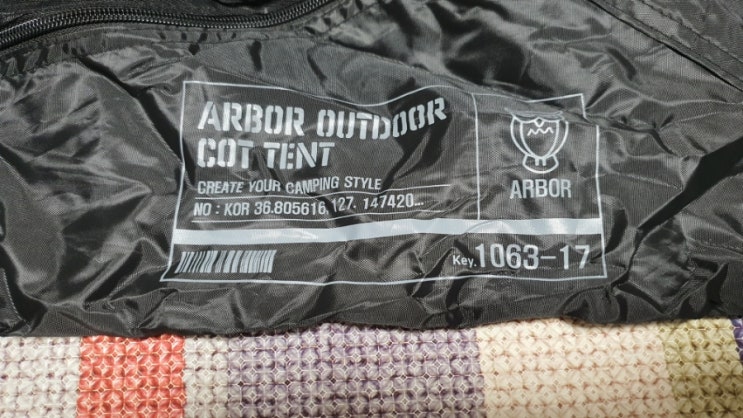 ARBOR OUTDOOR
COT TENT
CREATE YOUR CAMPING STYLE
NO : KOR 36.805616, 127. 147420...
ARBOR
Key. 1063-17